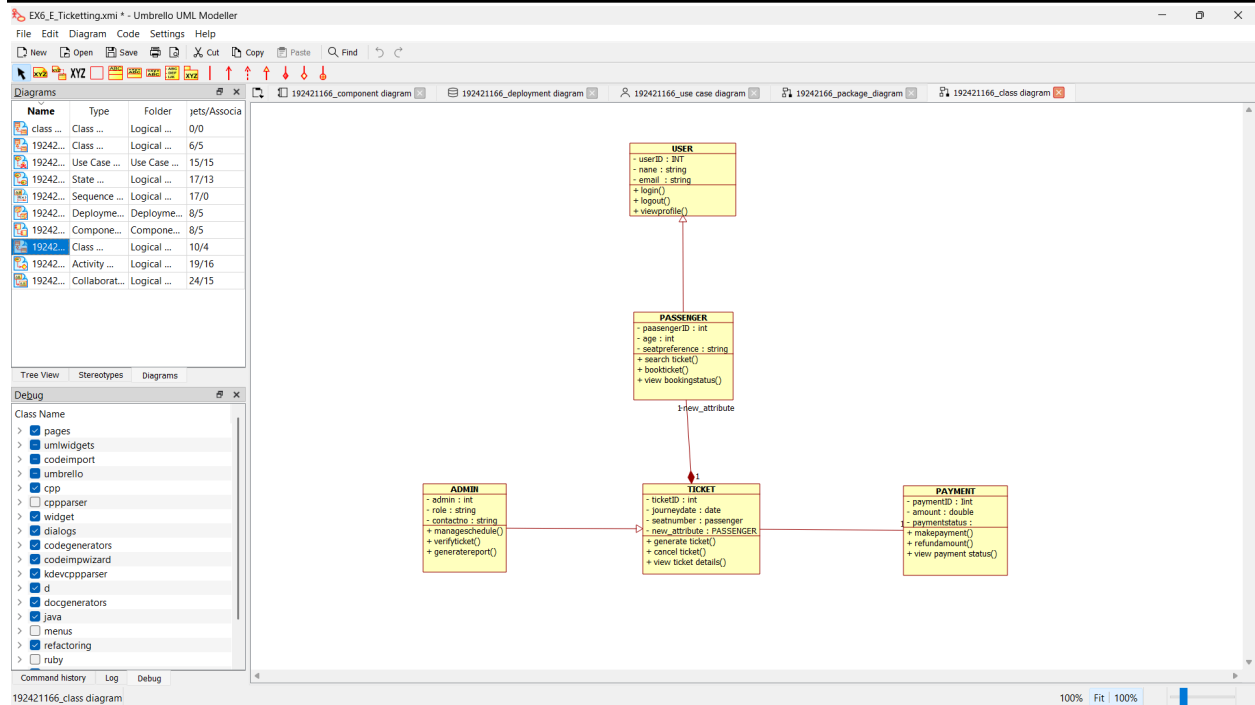 EX6_E_Ticketting.xmi * - Umbrello UML Modeller
File Edit Diagram Code Settings Help
New Open Save Cut Copy Paste Find
XYZ
Diagrams
192421166_component diagram 192421166_deployment diagram 192421166_use case diagram 19242166_package_diagram 192421166_class diagram
Name Type Folder jets/Associa
class ... Class ... Logical ... 0/0
19242... Class ... Logical ... 6/5
19242... Use Case ... Use Case ... 15/15
19242... State ... Logical ... 17/13
19242... Sequence ... Logical ... 17/0
19242... Deployme... Deployme... 8/5
19242... Compone... Compone... 8/5
19242... Class ... Logical ... 10/4
19242... Activity ... Logical ... 19/16
19242... Collaborat... Logical ... 24/15
Tree View Stereotypes Diagrams
Debug
Class Name
pages
umlwidgets
codeimport
umbrello
cpp
cppparser
widget
dialogs
codegenerators
codeimpwizard
kdevcppparser
d
docgenerators
java
menus
refactoring
ruby
Command history Log Debug
USER
- userID : INT
- nane : string
- email : string
+ login()
+ logout()
+ viewprofile()
PASSENGER
- paasengerID : int
- age : int
- seatpreference : string
+ search ticket()
+ bookticket()
+ view bookingstatus()
1 new_attribute
1
ADMIN
- admin : int
- role : string
- contactno : string
+ manageschedule()
+ verifyticket()
+ generatereport()
TICKET
- ticketID : int
- journeydate : date
- seatnumber : passenger
- new_attribute : PASSENGER
+ generate ticket()
+ cancel ticket()
+ view ticket details()
1
PAYMENT
- paymentID : 1int
- amount : double
- paymentstatus :
+ makepayment()
+ refundamount()
+ view payment status()
192421166_class diagram
100% Fit 100%